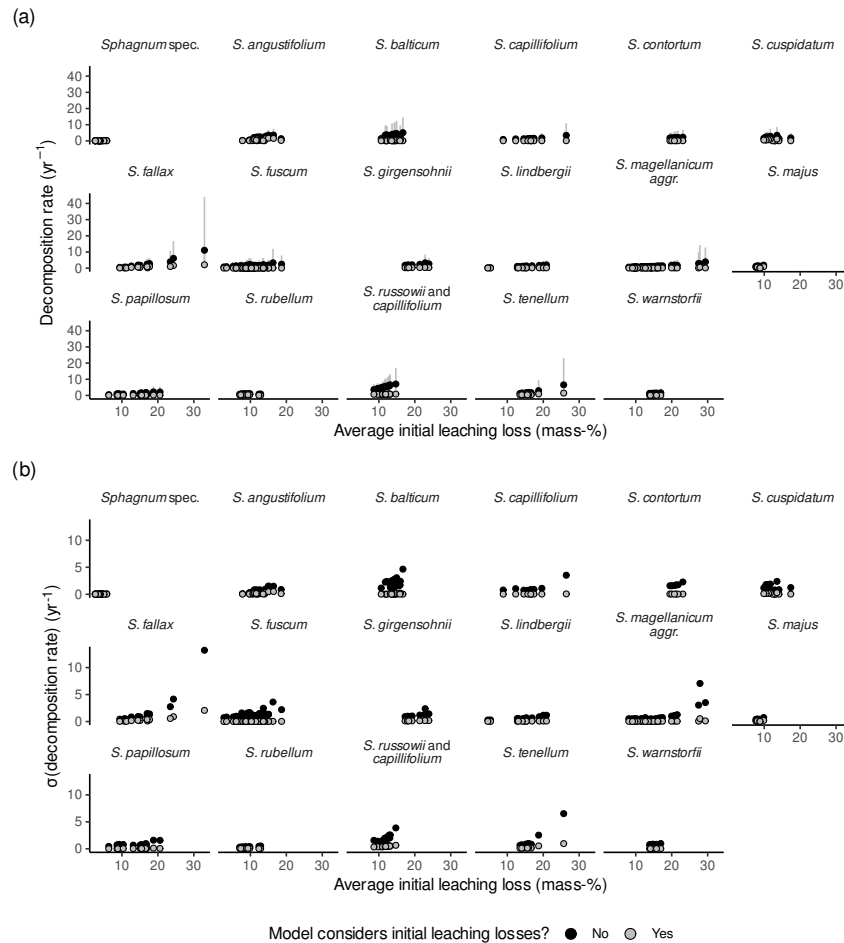 (a)
Sphagnum spec. S. angustifolium S. balticum S. capillifolium S. contortum S. cuspidatum
40
30
20
10
0
S. fallax S. fuscum S. girgensohnii S. lindbergii S. magellanicum aggr. S. majus
40
30
20
10
0
10 20 30
S. papillosum S. rubellum S. russowii and capillifolium S. tenellum S. warnstorfii
40
30
20
10
0
10 20 30 10 20 30 10 20 30 10 20 30 10 20 30
Decomposition rate (yr⁻¹)
Average initial leaching loss (mass-%)
(b)
Sphagnum spec. S. angustifolium S. balticum S. capillifolium S. contortum S. cuspidatum
10
5
0
S. fallax S. fuscum S. girgensohnii S. lindbergii S. magellanicum aggr. S. majus
10
5
0
10 20 30
S. papillosum S. rubellum S. russowii and capillifolium S. tenellum S. warnstorfii
10
5
0
10 20 30 10 20 30 10 20 30 10 20 30 10 20 30
σ(decomposition rate) (yr-1)
Average initial leaching loss (mass-%)
Model considers initial leaching losses? No Yes